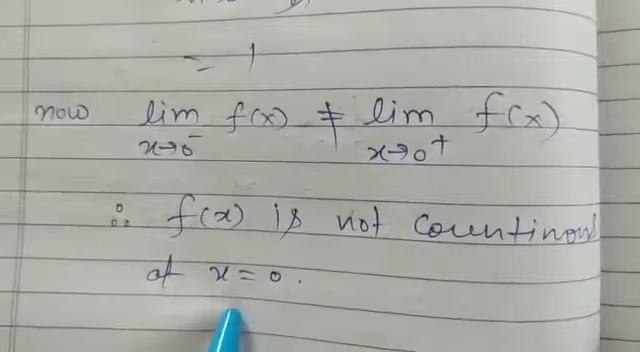 = 1
now lim f(x) ≠ lim f(x)
x→0⁻ x→0⁺
∴ f(x) is not countinous
at x = 0.